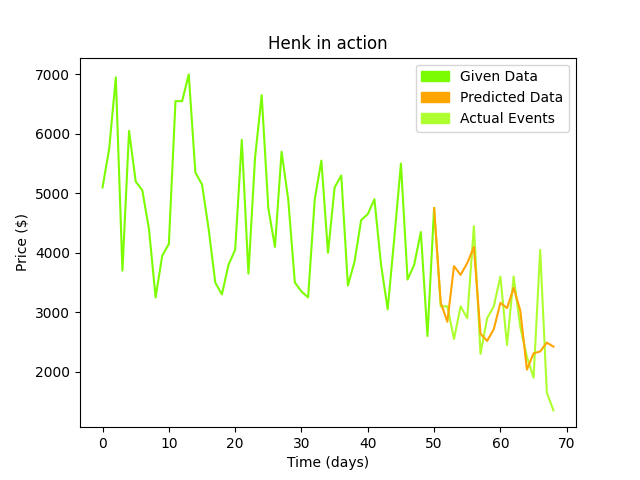 Henk in action
Given Data
Predicted Data
Actual Events
Price ($)
7000
6000
5000
4000
3000
2000
0 10 20 30 40 50 60 70
Time (days)